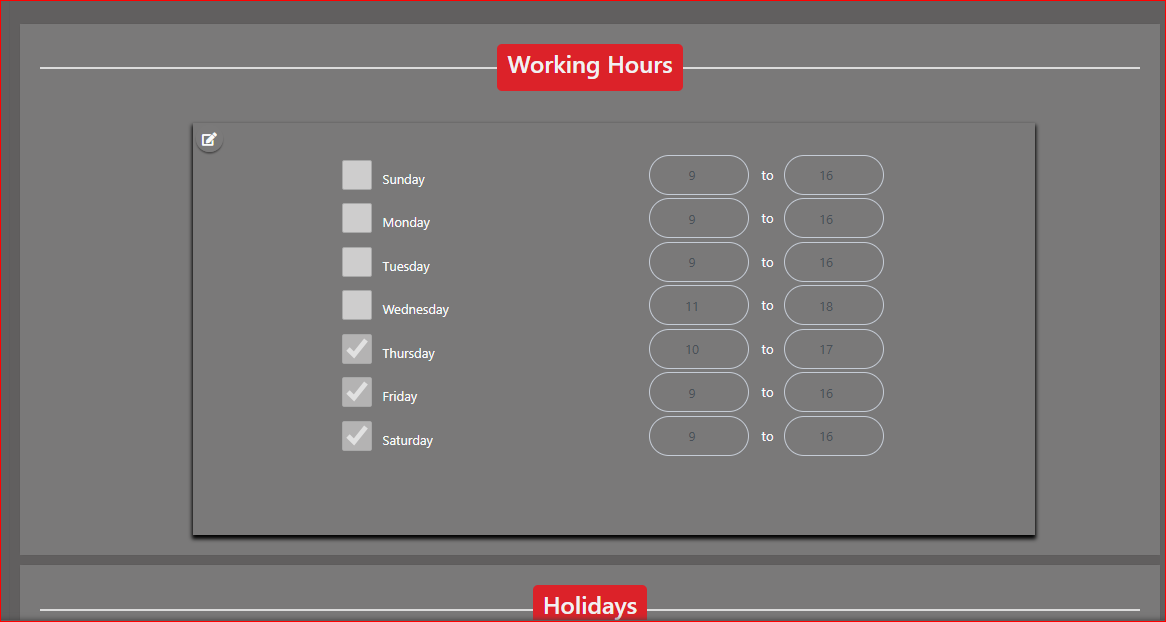 Working Hours
Sunday 9 to 16
Monday 9 to 16
Tuesday 9 to 16
Wednesday 11 to 18
Thursday 10 to 17
Friday 9 to 16
Saturday 9 to 16
Holidays